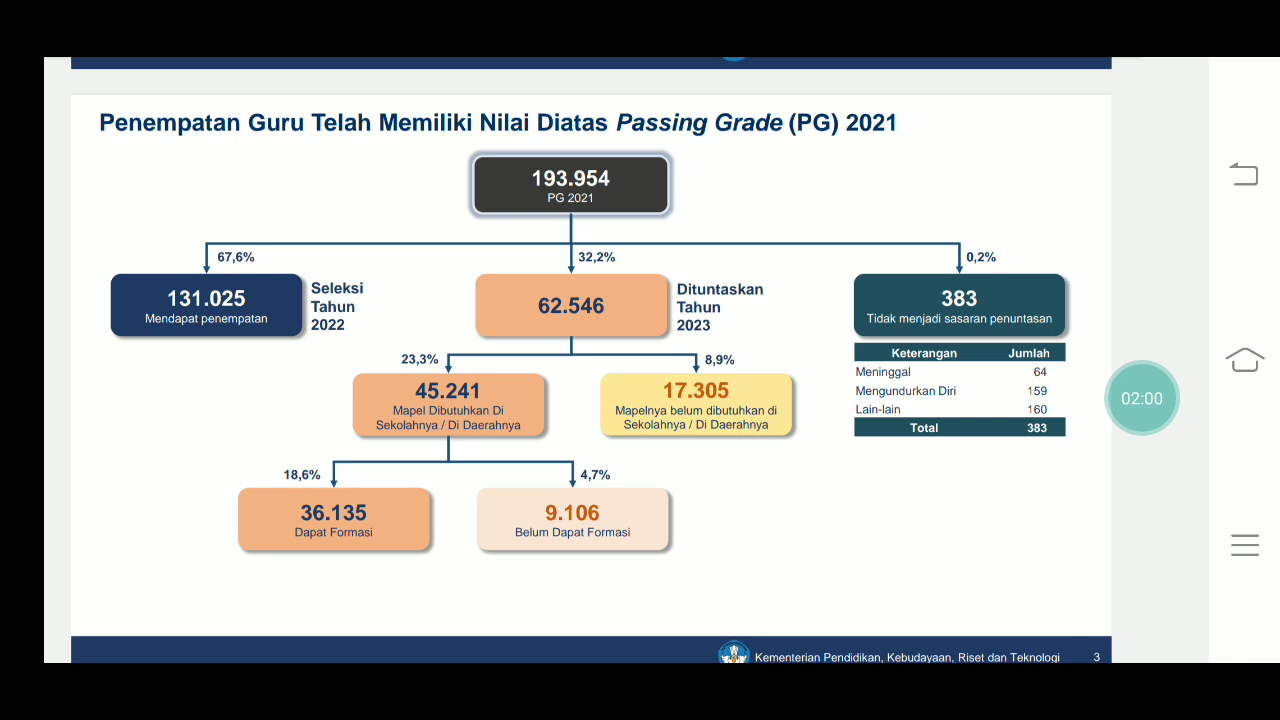 Penempatan Guru Telah Memiliki Nilai Diatas Passing Grade (PG) 2021
193.954
PG 2021
67,6%
32,2%
0,2%
131.025
Mendapat penempatan
Seleksi
Tahun
2022
62.546
Dituntaskan
Tahun
2023
383
Tidak menjadi sasaran penuntasan
Keterangan Jumlah
Meninggal 64
Mengundurkan Diri 159
Lain-lain 160
Total 383
23,3%
8,9%
45.241
Mapel Dibutuhkan Di
Sekolahnya / Di Daerahnya
17.305
Mapelnya belum dibutuhkan di
Sekolahnya / Di Daerahnya
02:00
18,6%
4,7%
36.135
Dapat Formasi
9.106
Belum Dapat Formasi
Kementerian Pendidikan, Kebudayaan, Riset dan Teknologi 3